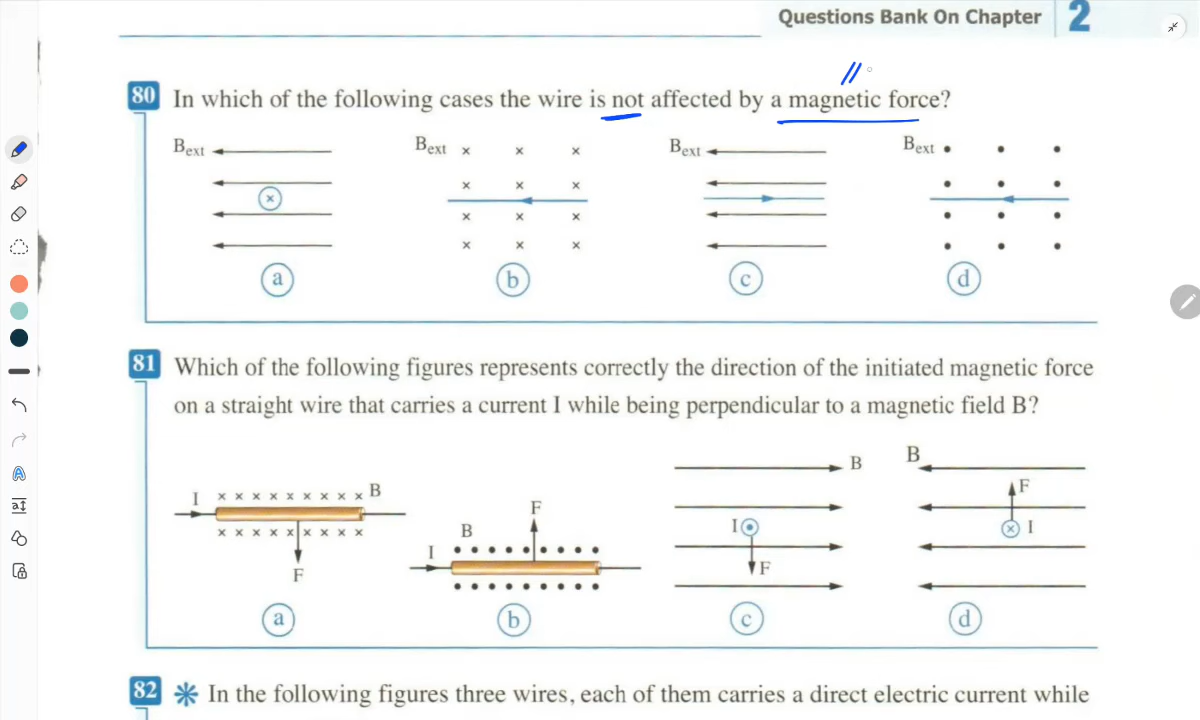 Questions Bank On Chapter 2
80 In which of the following cases the wire is not affected by a magnetic force?
//
Bext Bext Bext Bext
a b c d
81 Which of the following figures represents correctly the direction of the initiated magnetic force
on a straight wire that carries a current I while being perpendicular to a magnetic field B?
I B F B I F B I F B F I
a b c d
82 * In the following figures three wires, each of them carries a direct electric current while